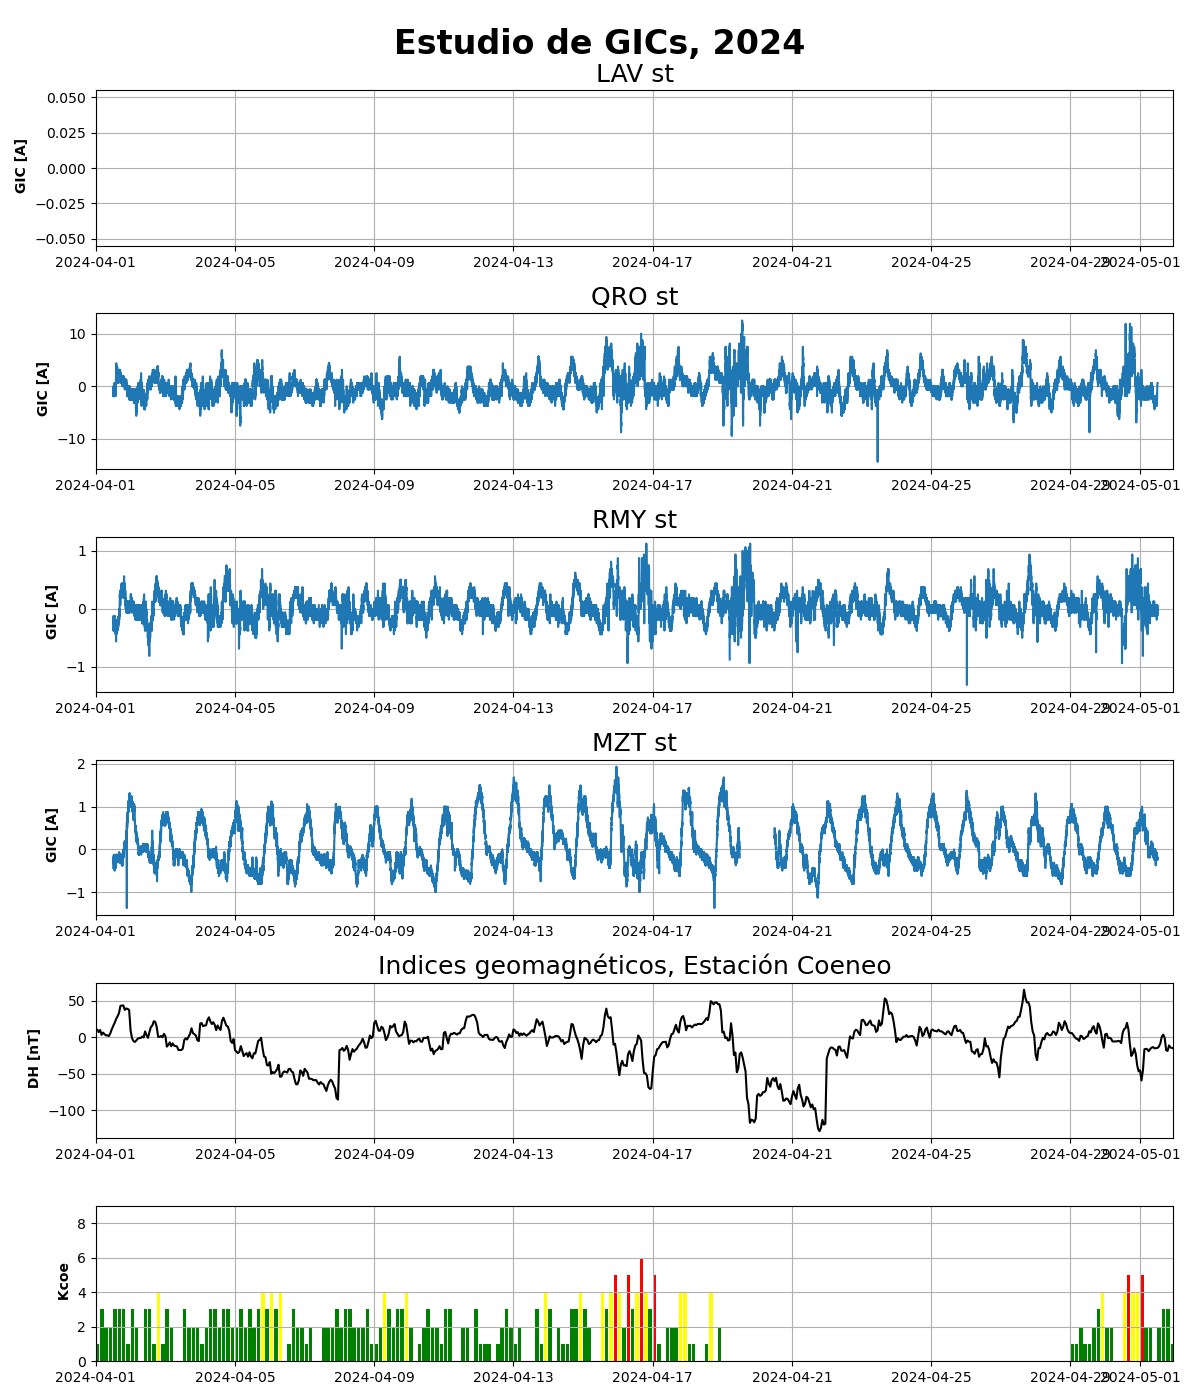 Estudio de GICs, 2024
LAV st
GIC [A]
0.050
0.025
0.000
−0.025
−0.050
2024-04-01 2024-04-05 2024-04-09 2024-04-13 2024-04-17 2024-04-21 2024-04-25 2024-04-29 2024-05-01
QRO st
GIC [A]
10
0
−10
2024-04-01 2024-04-05 2024-04-09 2024-04-13 2024-04-17 2024-04-21 2024-04-25 2024-04-29 2024-05-01
RMY st
GIC [A]
1
0
−1
2024-04-01 2024-04-05 2024-04-09 2024-04-13 2024-04-17 2024-04-21 2024-04-25 2024-04-29 2024-05-01
MZT st
GIC [A]
2
1
0
−1
2024-04-01 2024-04-05 2024-04-09 2024-04-13 2024-04-17 2024-04-21 2024-04-25 2024-04-29 2024-05-01
Indices geomagnéticos, Estación Coeneo
DH [nT]
50
0
−50
−100
2024-04-01 2024-04-05 2024-04-09 2024-04-13 2024-04-17 2024-04-21 2024-04-25 2024-04-29 2024-05-01
Kcoe
8
6
4
2
0
2024-04-01 2024-04-05 2024-04-09 2024-04-13 2024-04-17 2024-04-21 2024-04-25 2024-04-29 2024-05-01